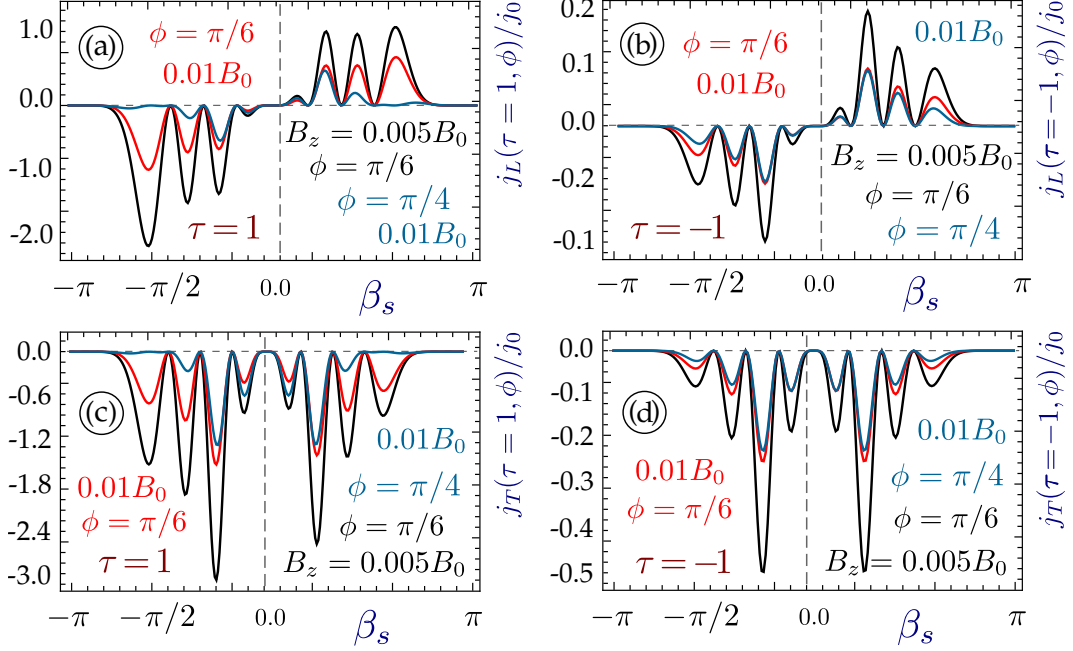 1.0
0.0
-1.0
-2.0
(a)
ϕ = π/6
0.01B₀
B_z = 0.005B₀
ϕ = π/6
ϕ = π/4
0.01B₀
τ = 1
−π
−π/2
0.0
β_s
π
j_L(τ = 1, ϕ)/j₀
0.2
0.1
0.0
-0.2
-0.1
(b)
ϕ = π/6
0.01B₀
0.01B₀
B_z = 0.005B₀
ϕ = π/6
ϕ = π/4
τ = −1
−π
−π/2
0.0
β_s
π
j_L(τ = −1, ϕ)/j₀
0.0
-0.6
-1.2
-1.8
-2.4
-3.0
(c)
0.01B₀
0.01B₀
ϕ = π/6
ϕ = π/4
ϕ = π/6
τ = 1
B_z = 0.005B₀
−π
−π/2
0.0
β_s
π
j_T(τ = 1, ϕ)/j₀
0.0
-0.1
-0.2
-0.3
-0.4
-0.5
(d)
0.01B₀
0.01B₀
ϕ = π/6
ϕ = π/4
ϕ = π/6
τ = −1
B_z = 0.005B₀
−π
−π/2
0.0
β_s
π
j_T(τ = −1, ϕ)/j₀